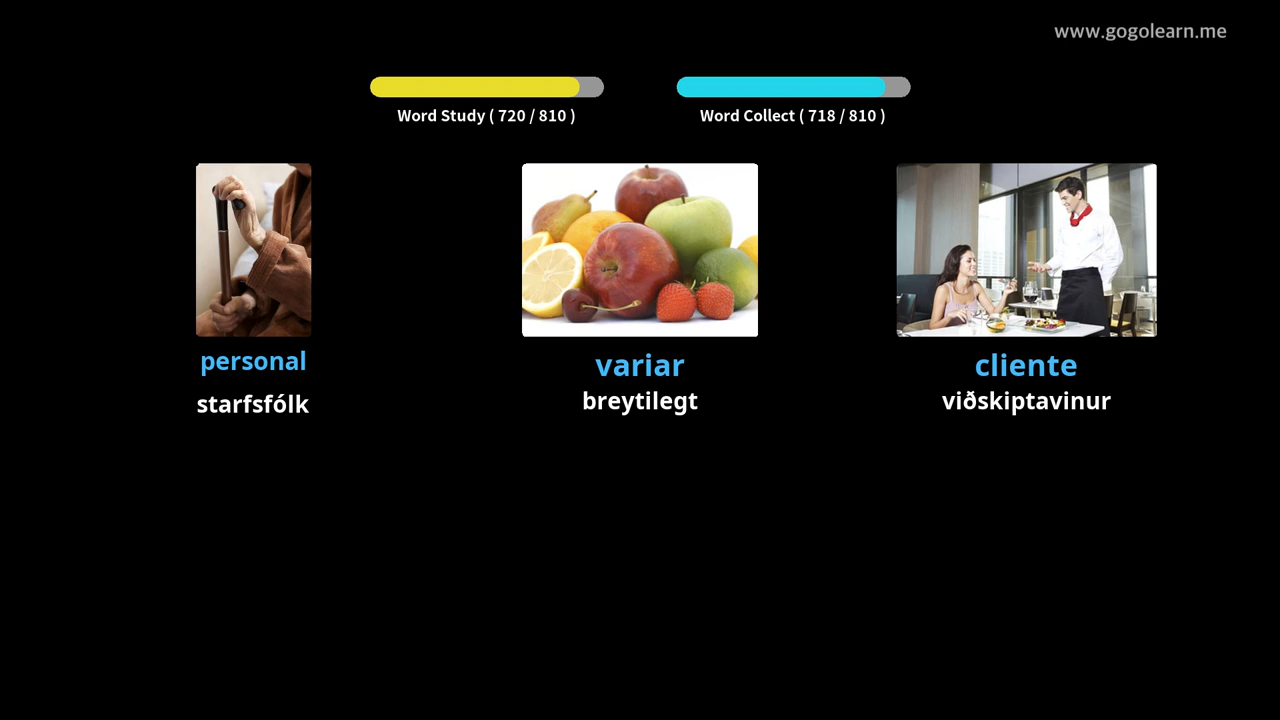 www.gogolearn.me
Word Study ( 720 / 810 )
Word Collect ( 718 / 810 )
personal
starfsfólk
variar
breytilegt
cliente
viðskiptavinur